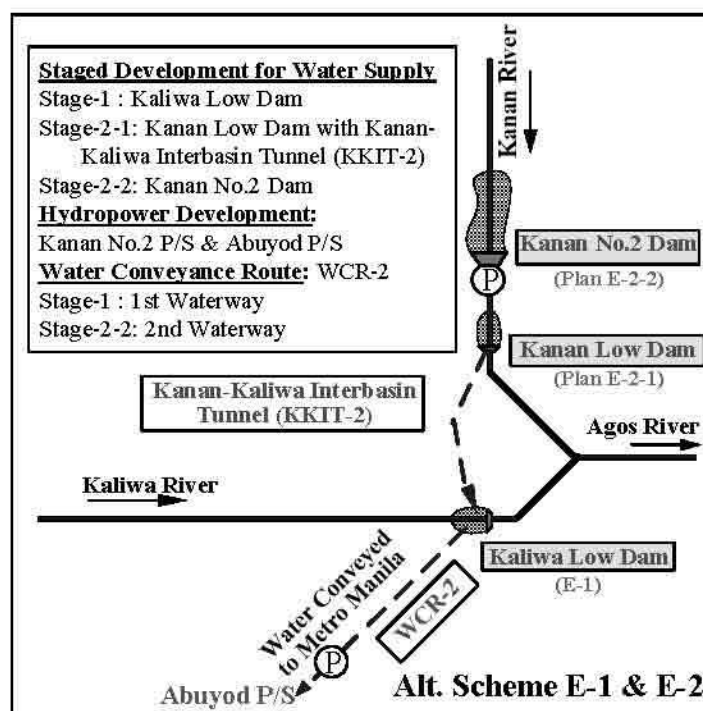 Staged Development for Water Supply
Stage-1 : Kaliwa Low Dam
Stage-2-1: Kanan Low Dam with Kanan-
Kaliwa Interbasin Tunnel (KKIT-2)
Stage-2-2: Kanan No.2 Dam
Hydropower Development:
Kanan No.2 P/S & Abuyod P/S
Water Conveyance Route: WCR-2
Stage-1 : 1st Waterway
Stage-2-2: 2nd Waterway
Kanan River
Kanan No.2 Dam
(Plan E-2-2)
P
Kanan Low Dam
(Plan E-2-1)
Kanan-Kaliwa Interbasin
Tunnel (KKIT-2)
Agos River
Kaliwa River
Kaliwa Low Dam
(E-1)
Water Conveyed
to Metro Manila
WCR-2
P
Abuyod P/S
Alt. Scheme E-1 & E-2